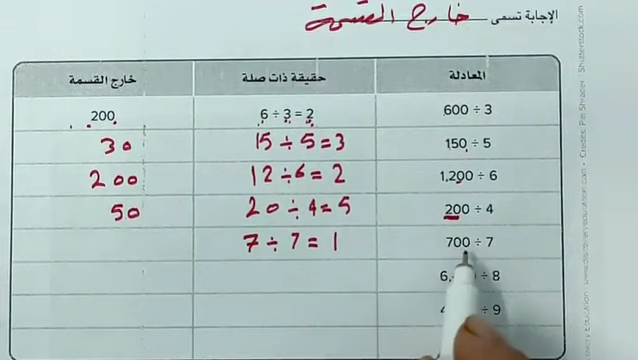 الإجابة تسمى خارج القسمة
المعادلة حقيقة ذات صلة خارج القسمة
600 ÷ 3 6 ÷ 3 = 2 200
150 ÷ 5 15 ÷ 5 = 3 30
1,200 ÷ 6 12 ÷ 6 = 2 200
200 ÷ 4 20 ÷ 4 = 5 50
700 ÷ 7 7 ÷ 7 = 1
÷ 8
÷ 9
Shutterstock.com